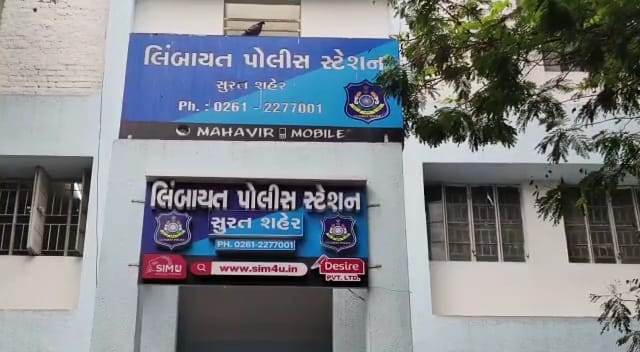 લિંબાયત પોલીસ સ્ટેશન
સુરત શહેર
Ph. : 0261 - 2277001
MAHAVIR MOBILE
લિંબાયત પોલીસ સ્ટેશન
સુરત શહેર
PH. 0261-2277001
SIM4U www.sim4u.in Desire
PVT. LTD.